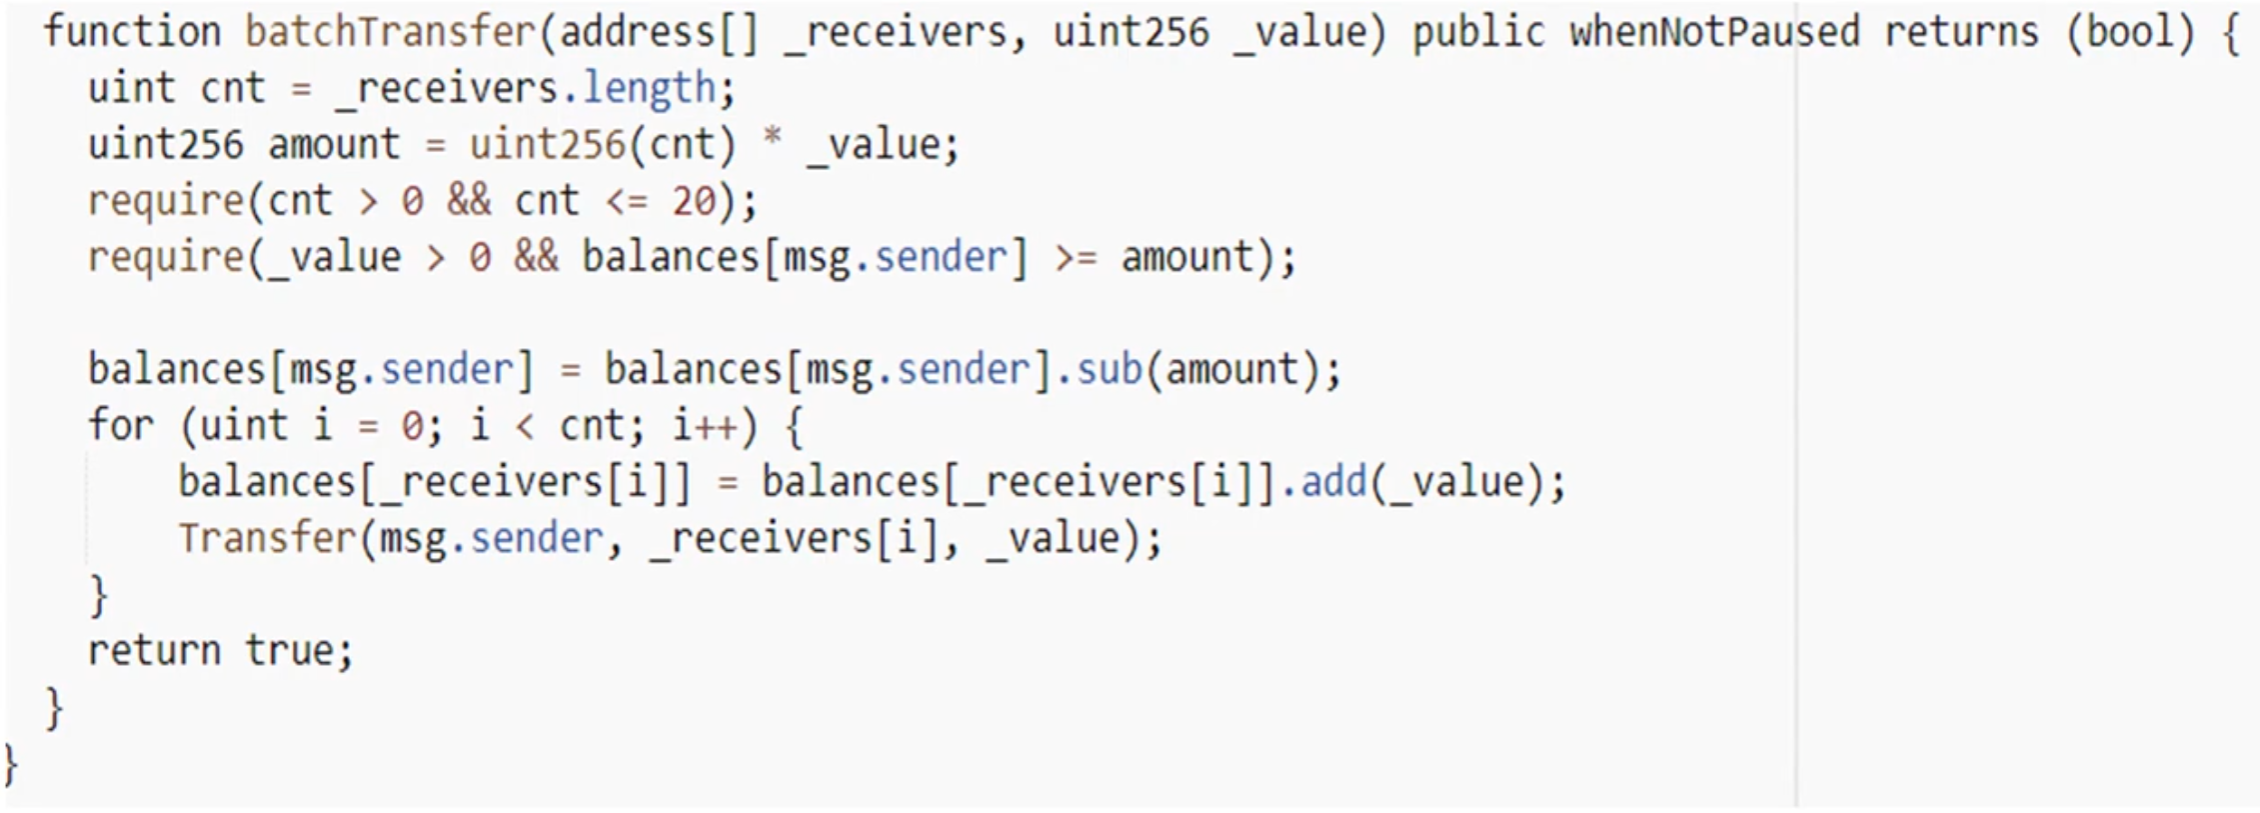 function batchTransfer(address[] _receivers, uint256 _value) public whenNotPaused returns (bool) {
uint cnt = _receivers.length;
uint256 amount = uint256(cnt) * _value;
require(cnt > 0 && cnt <= 20);
require(_value > 0 && balances[msg.sender] >= amount);
balances[msg.sender] = balances[msg.sender].sub(amount);
for (uint i = 0; i < cnt; i++) {
balances[_receivers[i]] = balances[_receivers[i]].add(_value);
Transfer(msg.sender, _receivers[i], _value);
}
return true;
}
}